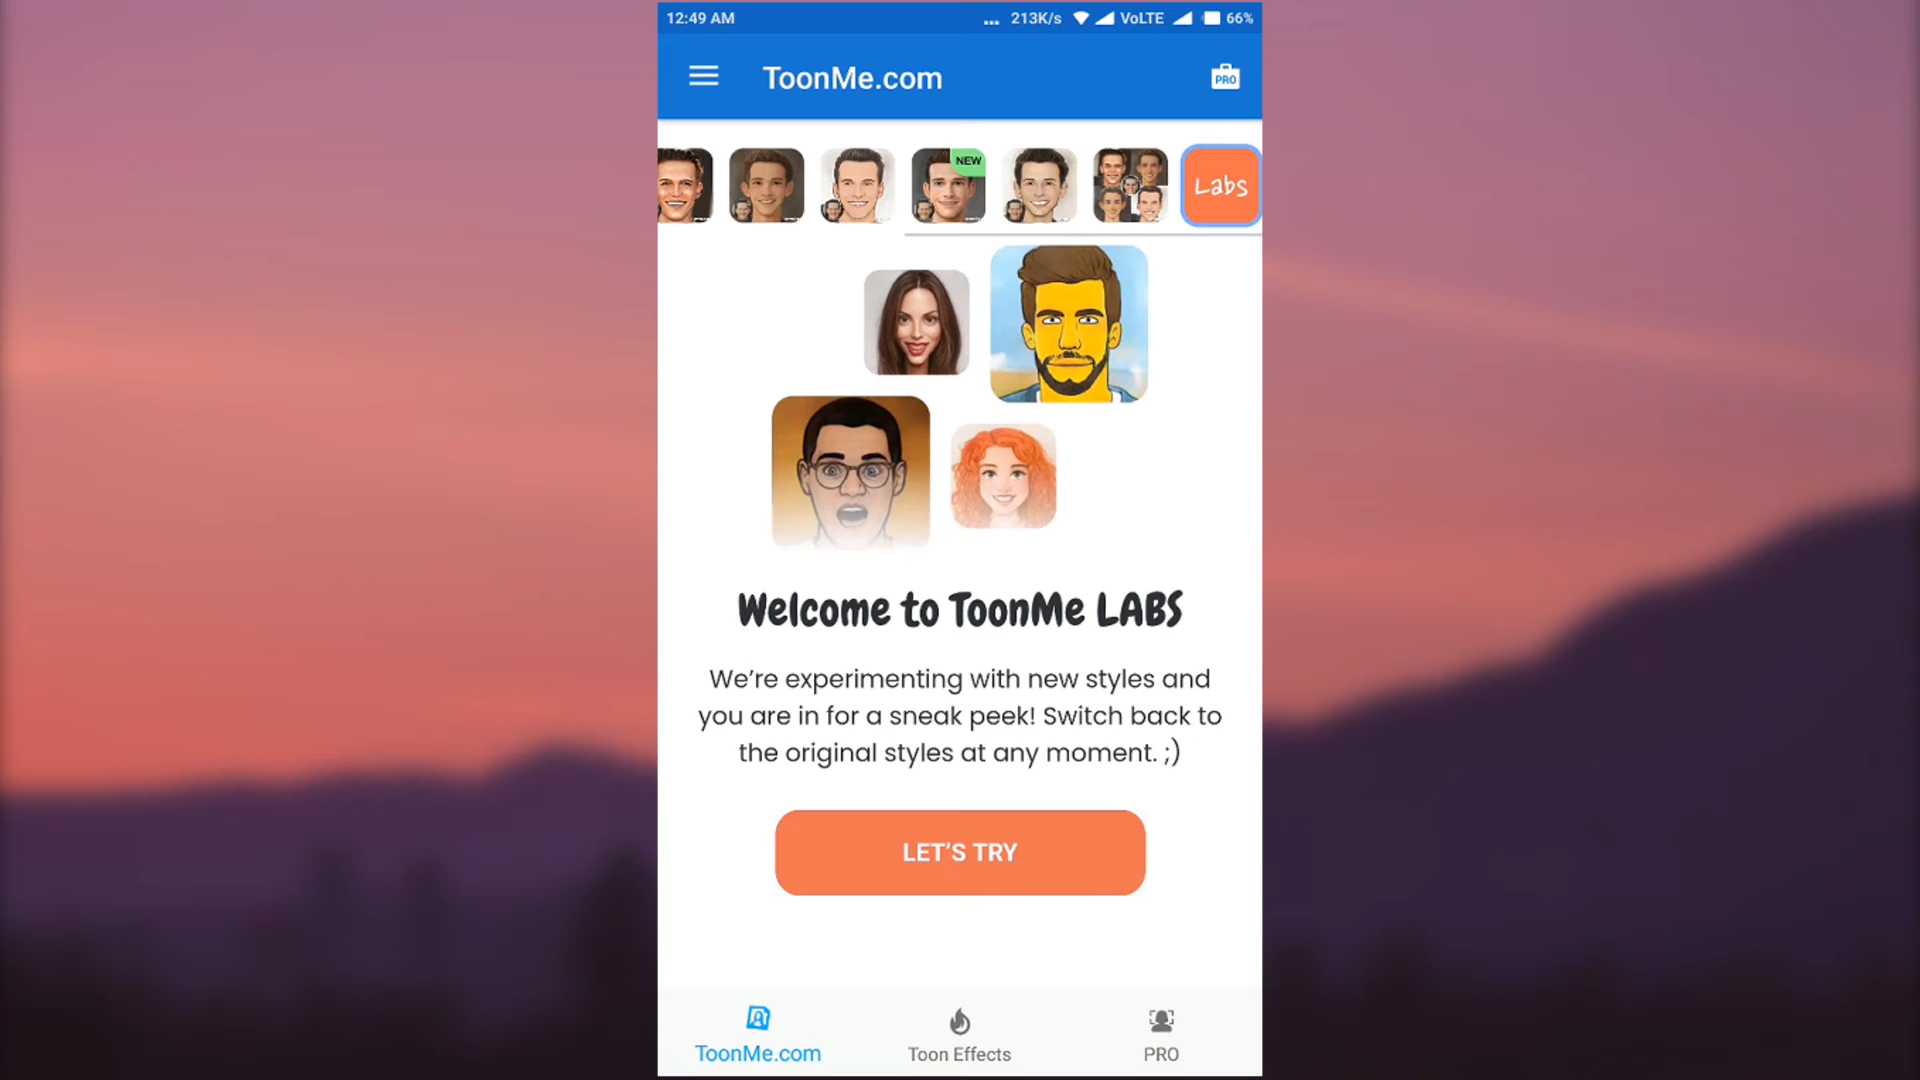 12:49 AM
... 213K/s VoLTE 66%
ToonMe.com
PRO
NEW
Labs
Welcome to ToonMe LABS
We’re experimenting with new styles and
you are in for a sneak peek! Switch back to
the original styles at any moment. ;)
LET’S TRY
ToonMe.com
Toon Effects
PRO